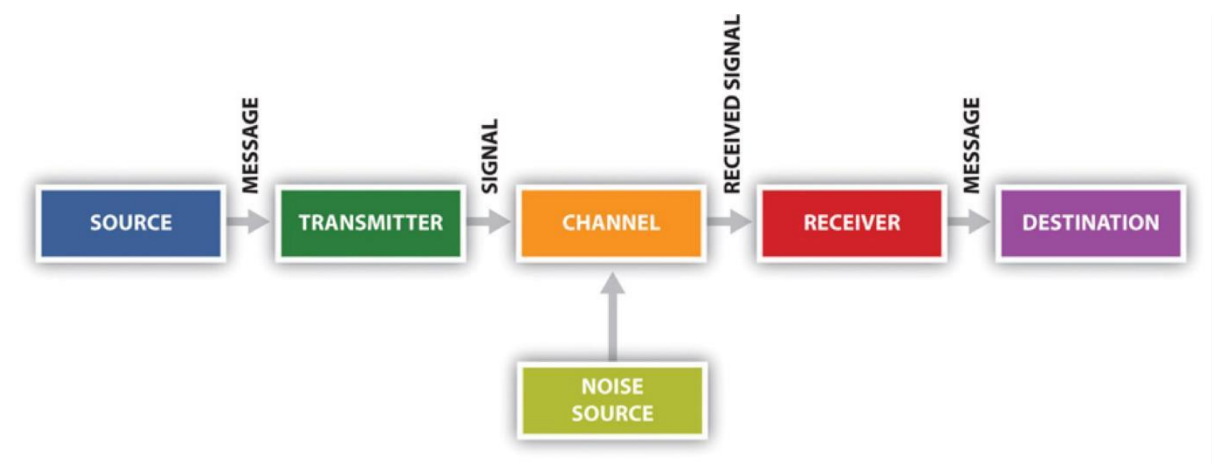 SOURCE
MESSAGE
TRANSMITTER
SIGNAL
CHANNEL
RECEIVED SIGNAL
RECEIVER
MESSAGE
DESTINATION
NOISE
SOURCE